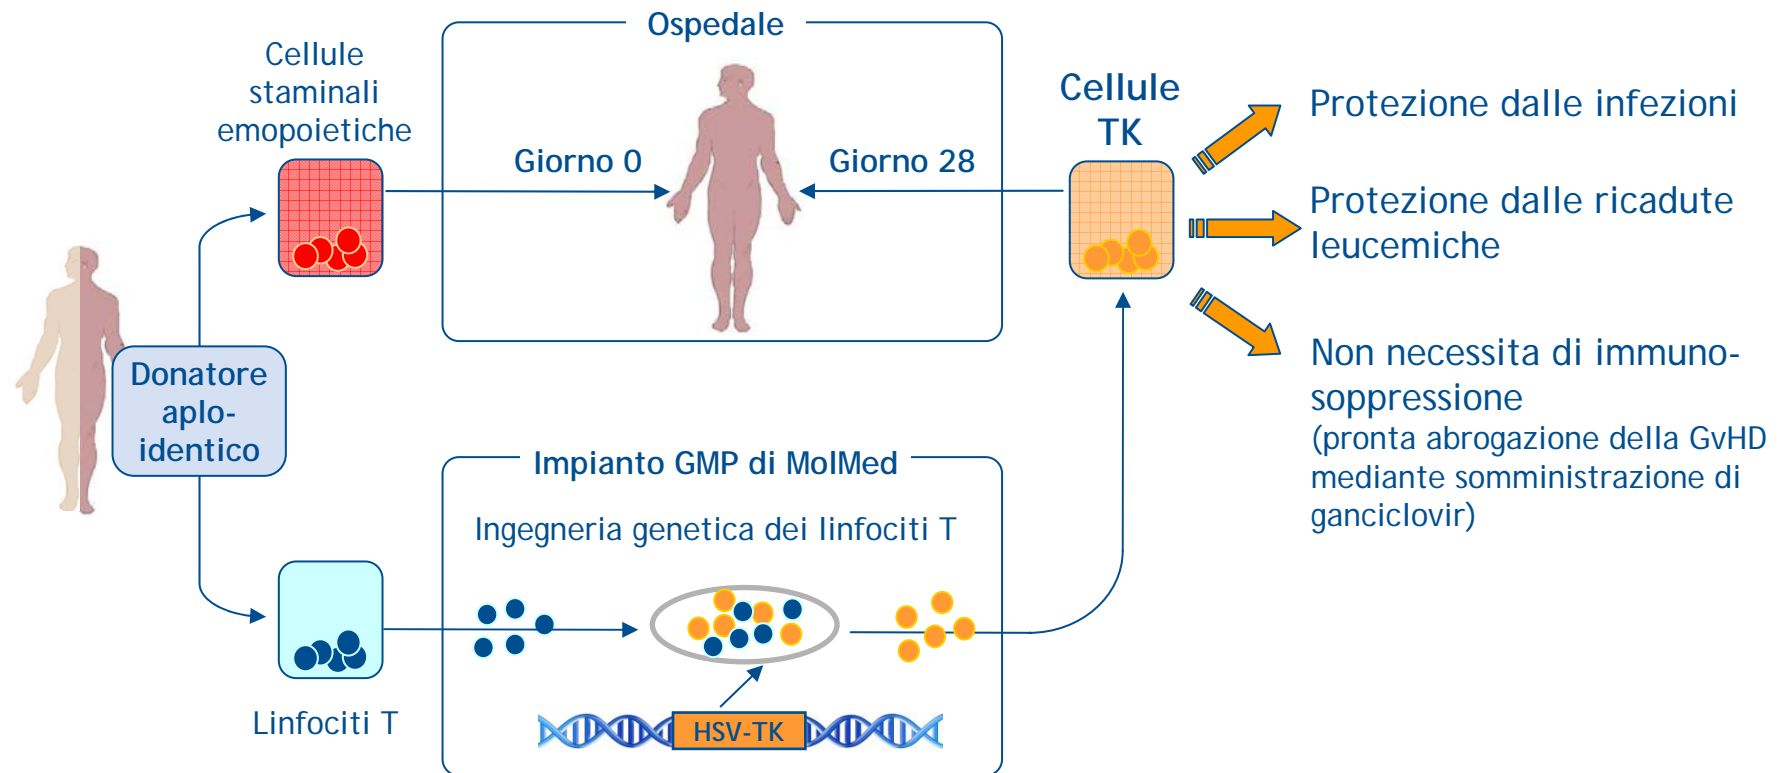 Ospedale
Cellule
staminali
emopoietiche
Giorno 0
Giorno 28
Cellule
TK
Protezione dalle infezioni
Protezione dalle ricadute
leucemiche
Non necessita di immuno-
soppressione
(pronta abrogazione della GvHD
mediante somministrazione di
ganciclovir)
Donatore
aplo-
identico
Impianto GMP di MolMed
Ingegneria genetica dei linfociti T
Linfociti T
HSV-TK